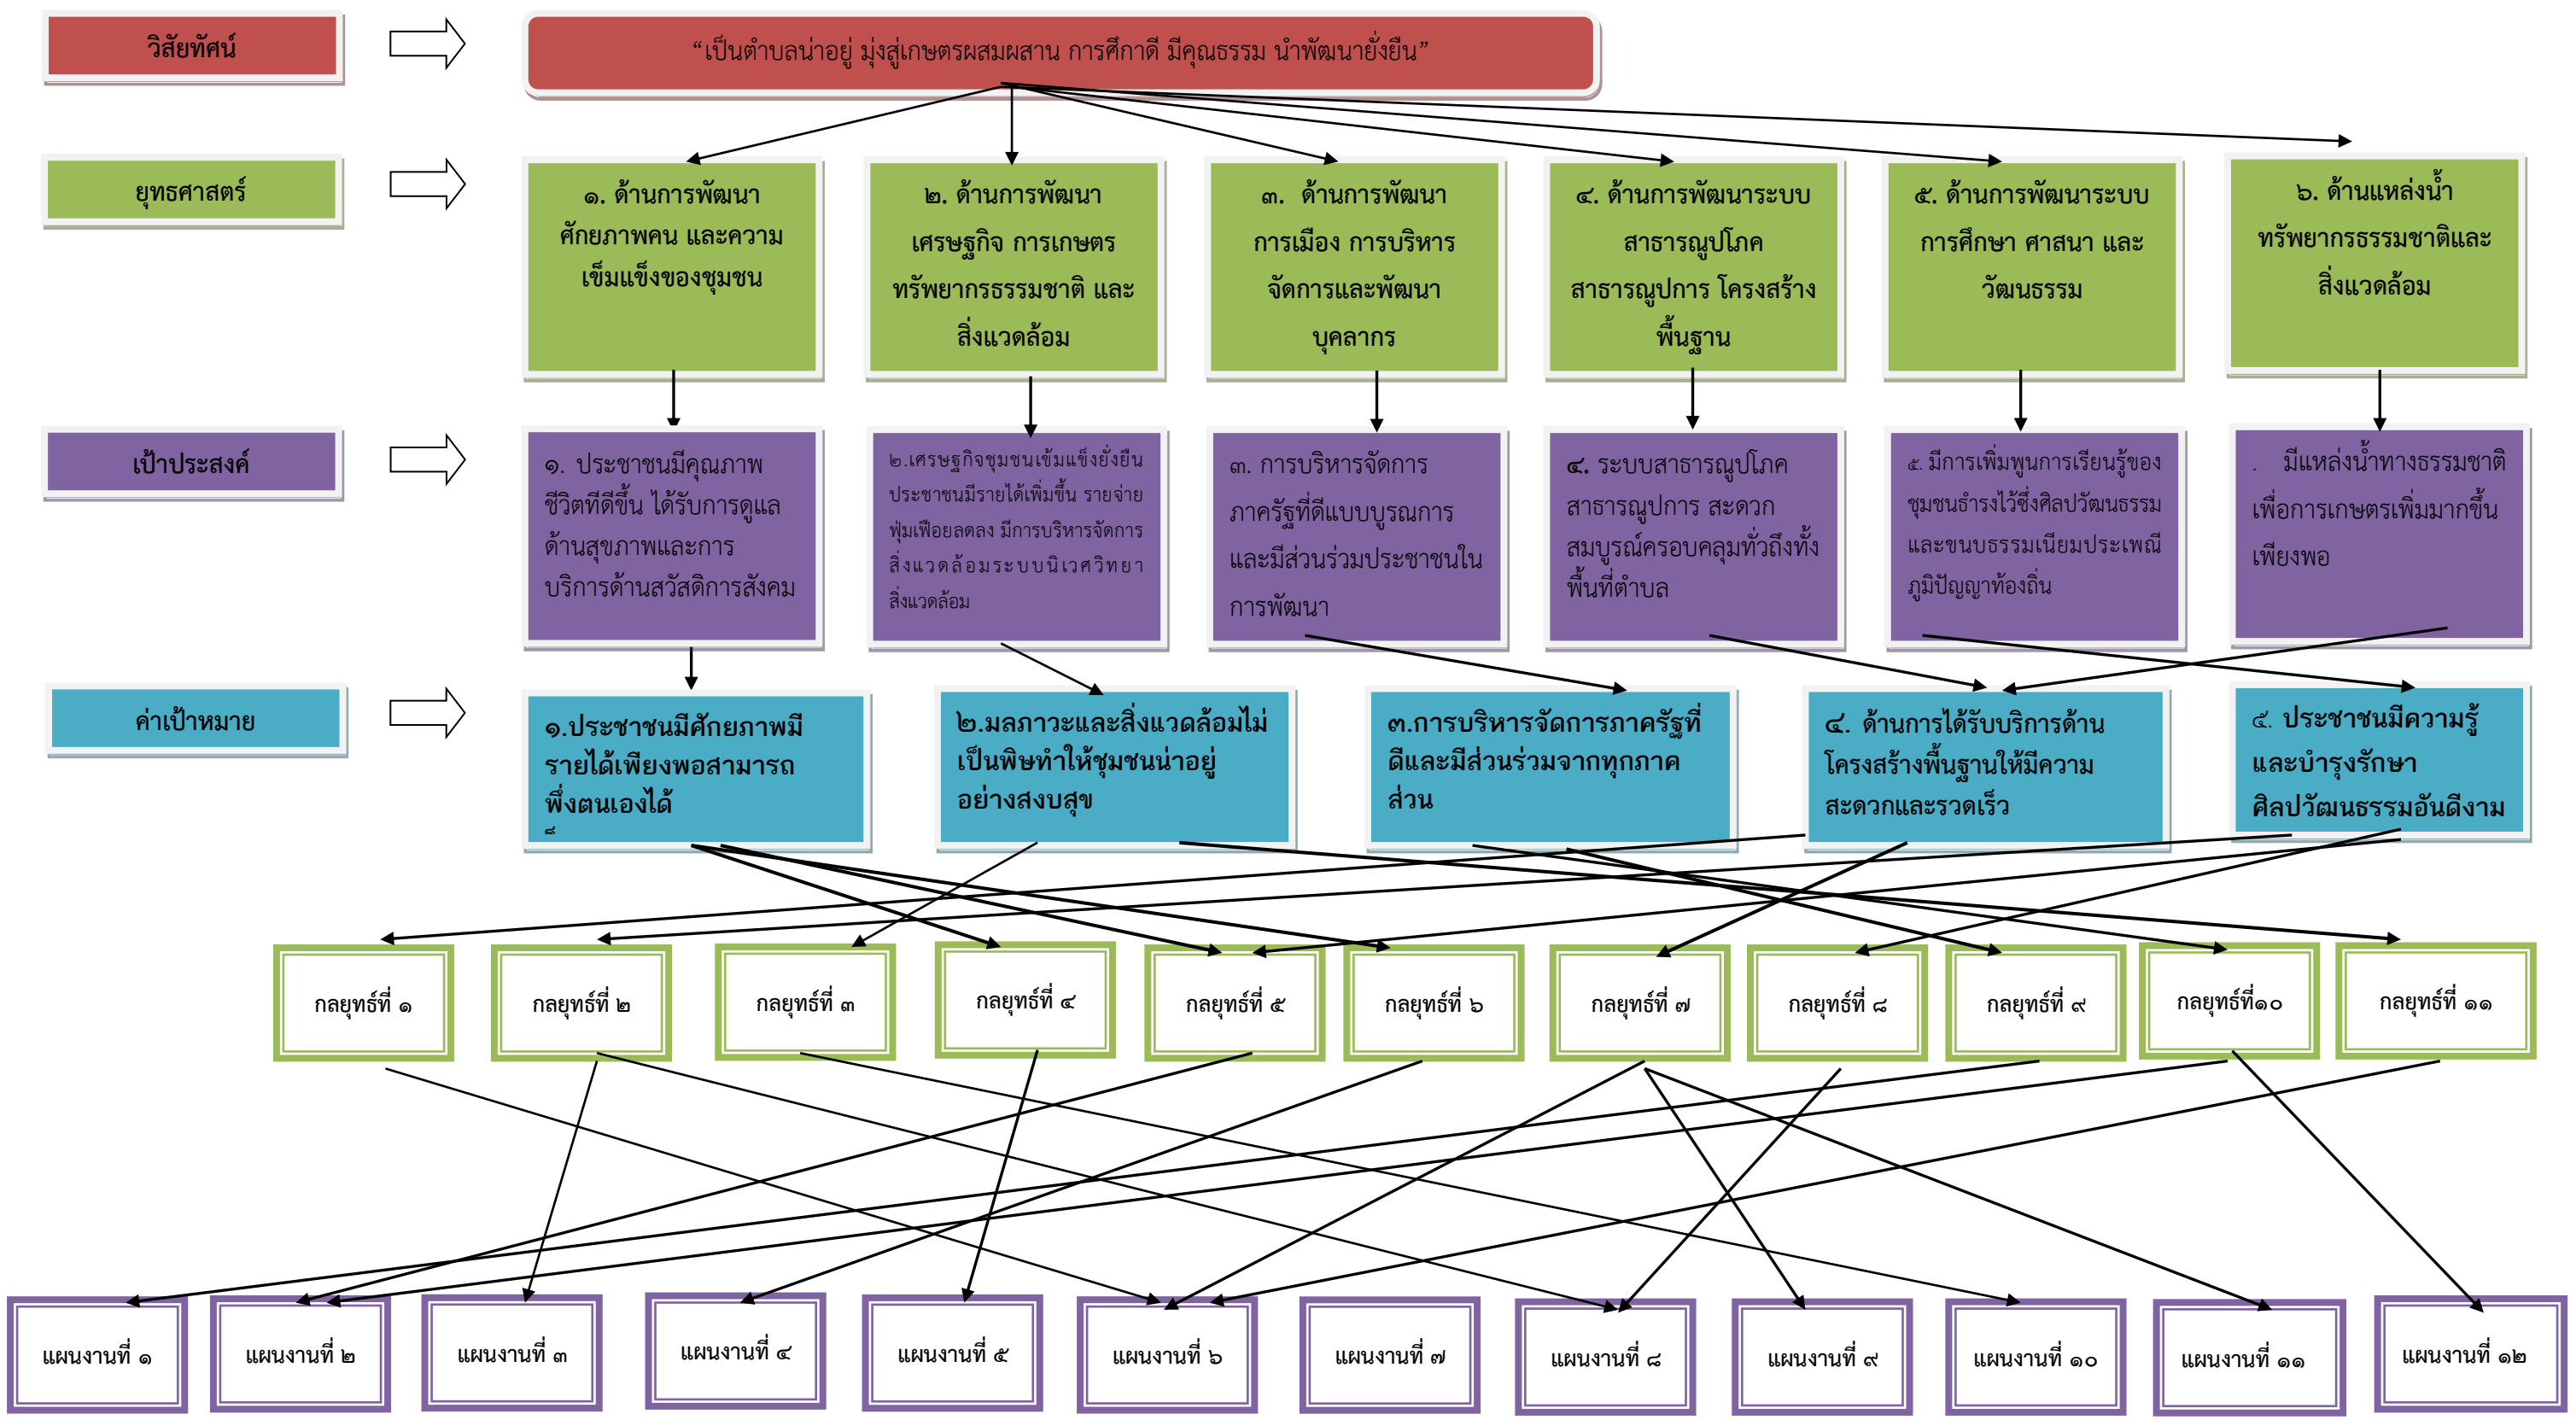 วิสัยทัศน์
“เป็นตำบลน่าอยู่ มุ่งสู่เกษตรผสมผสาน การศึกาดี มีคุณธรรม นำพัฒนายั่งยืน”
ยุทธศาสตร์
๑. ด้านการพัฒนา
ศักยภาพคน และความ
เข็มแข็งของชุมชน
๒. ด้านการพัฒนา
เศรษฐกิจ การเกษตร
ทรัพยากรธรรมชาติ และ
สิ่งแวดล้อม
๓. ด้านการพัฒนา
การเมือง การบริหาร
จัดการและพัฒนา
บุคลากร
๔. ด้านการพัฒนาระบบ
สาธารณูปโภค
สาธารณูปการ โครงสร้าง
พื้นฐาน
๕. ด้านการพัฒนาระบบ
การศึกษา ศาสนา และ
วัฒนธรรม
๖. ด้านแหล่งน้ำ
ทรัพยากรธรรมชาติและ
สิ่งแวดล้อม
เป้าประสงค์
๑. ประชาชนมีคุณภาพ
ชีวิตทีดีขึ้น ได้รับการดูแล
ด้านสุขภาพและการ
บริการด้านสวัสดิการสังคม
๒.เศรษฐกิจชุมชนเข้มแข็งยั่งยืน
ประชาชนมีรายได้เพิ่มขึ้น รายจ่าย
ฟุ่มเฟือยลดลง มีการบริหารจัดการ
สิ่งแวดล้อมระบบนิเวศวิทยา
สิ่งแวดล้อม
๓. การบริหารจัดการ
ภาครัฐที่ดีแบบบูรณการ
และมีส่วนร่วมประชาชนใน
การพัฒนา
๔. ระบบสาธารณูปโภค
สาธารณูปการ สะดวก
สมบูรณ์ครอบคลุมทั่วถึงทั้ง
พื้นที่ตำบล
๕. มีการเพิ่มพูนการเรียนรู้ของ
ชุมชนธำรงไว้ซึ่งศิลปวัฒนธรรม
และขนบธรรมเนียมประเพณี
ภูมิปัญญาท้องถิ่น
. มีแหล่งน้ำทางธรรมชาติ
เพื่อการเกษตรเพิ่มมากขึ้น
เพียงพอ
ค่าเป้าหมาย
๑.ประชาชนมีศักยภาพมี
รายได้เพียงพอสามารถ
พึ่งตนเองได้
๒.มลภาวะและสิ่งแวดล้อมไม่
เป็นพิษทำให้ชุมชนน่าอยู่
อย่างสงบสุข
๓.การบริหารจัดการภาครัฐที่
ดีและมีส่วนร่วมจากทุกภาค
ส่วน
๔. ด้านการได้รับบริการด้าน
โครงสร้างพื้นฐานให้มีความ
สะดวกและรวดเร็ว
๕. ประชาชนมีความรู้
และบำรุงรักษา
ศิลปวัฒนธรรมอันดีงาม
กลยุทธ์ที่ ๑
กลยุทธ์ที่ ๒
กลยุทธ์ที่ ๓
กลยุทธ์ที่ ๔
กลยุทธ์ที่ ๕
กลยุทธ์ที่ ๖
กลยุทธ์ที่ ๗
กลยุทธ์ที่ ๘
กลยุทธ์ที่ ๙
กลยุทธ์ที่๑๐
กลยุทธ์ที่ ๑๑
แผนงานที่ ๑
แผนงานที่ ๒
แผนงานที่ ๓
แผนงานที่ ๔
แผนงานที่ ๕
แผนงานที่ ๖
แผนงานที่ ๗
แผนงานที่ ๘
แผนงานที่ ๙
แผนงานที่ ๑๐
แผนงานที่ ๑๑
แผนงานที่ ๑๒